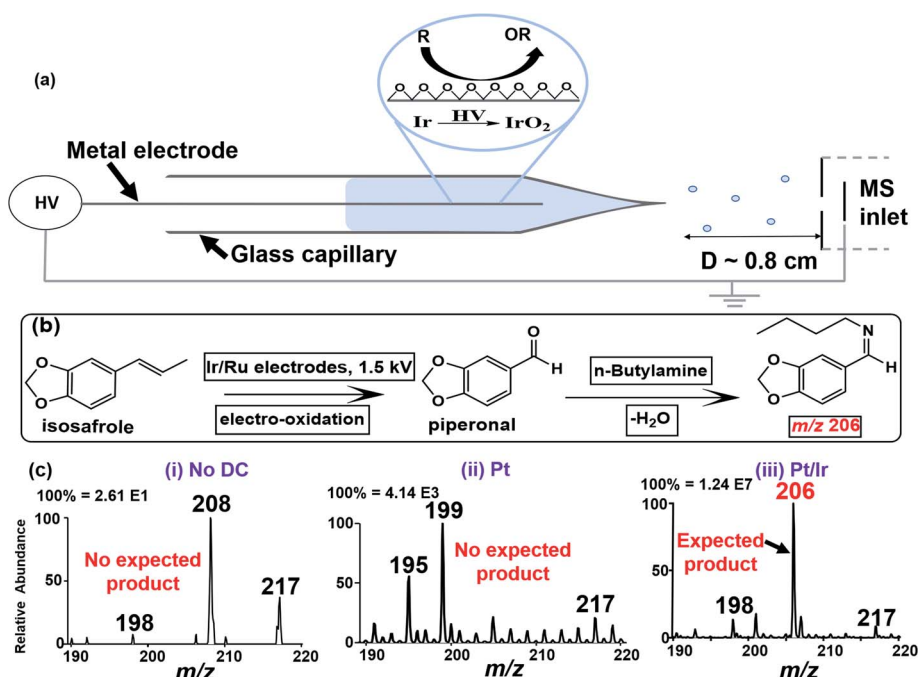 (a)
R
OR
O O O O O O O O
Ir HV IrO2
Metal electrode
HV
Glass capillary
MS
inlet
D ~ 0.8 cm
(b)
O
O
isosafrole
Ir/Ru electrodes, 1.5 kV
electro-oxidation
O
H
O
O
piperonal
n-Butylamine
-H2O
N
H
O
O
m/z 206
(c)
(i) No DC
100% = 2.61 E1
Relative Abundance
100
50
0
208
No expected
product
198
217
190 200 210 220
m/z
(ii) Pt
100% = 4.14 E3
100
50
0
199
195
No expected
product
217
190 200 210 220
m/z
(iii) Pt/Ir
100% = 1.24 E7
100
50
0
206
Expected
product
198
217
190 200 210 220
m/z